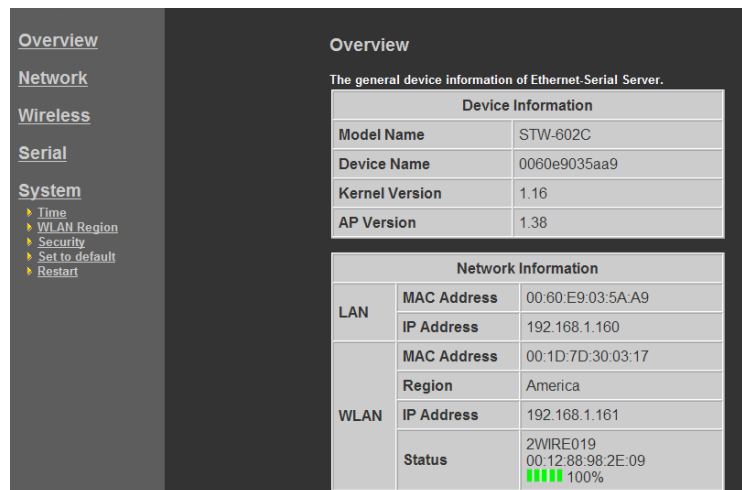 Overview
Network
Wireless
Serial
System
Time
WLAN Region
Security
Set to default
Restart
Overview
The general device information of Ethernet-Serial Server.
Device Information
Model Name STW-602C
Device Name 0060e9035aa9
Kernel Version 1.16
AP Version 1.38
Network Information
LAN
MAC Address 00:60:E9:03:5A:A9
IP Address 192.168.1.160
WLAN
MAC Address 00:1D:7D:30:03:17
Region America
IP Address 192.168.1.161
Status
2WIRE019
00:12:88:98:2E:09
100%